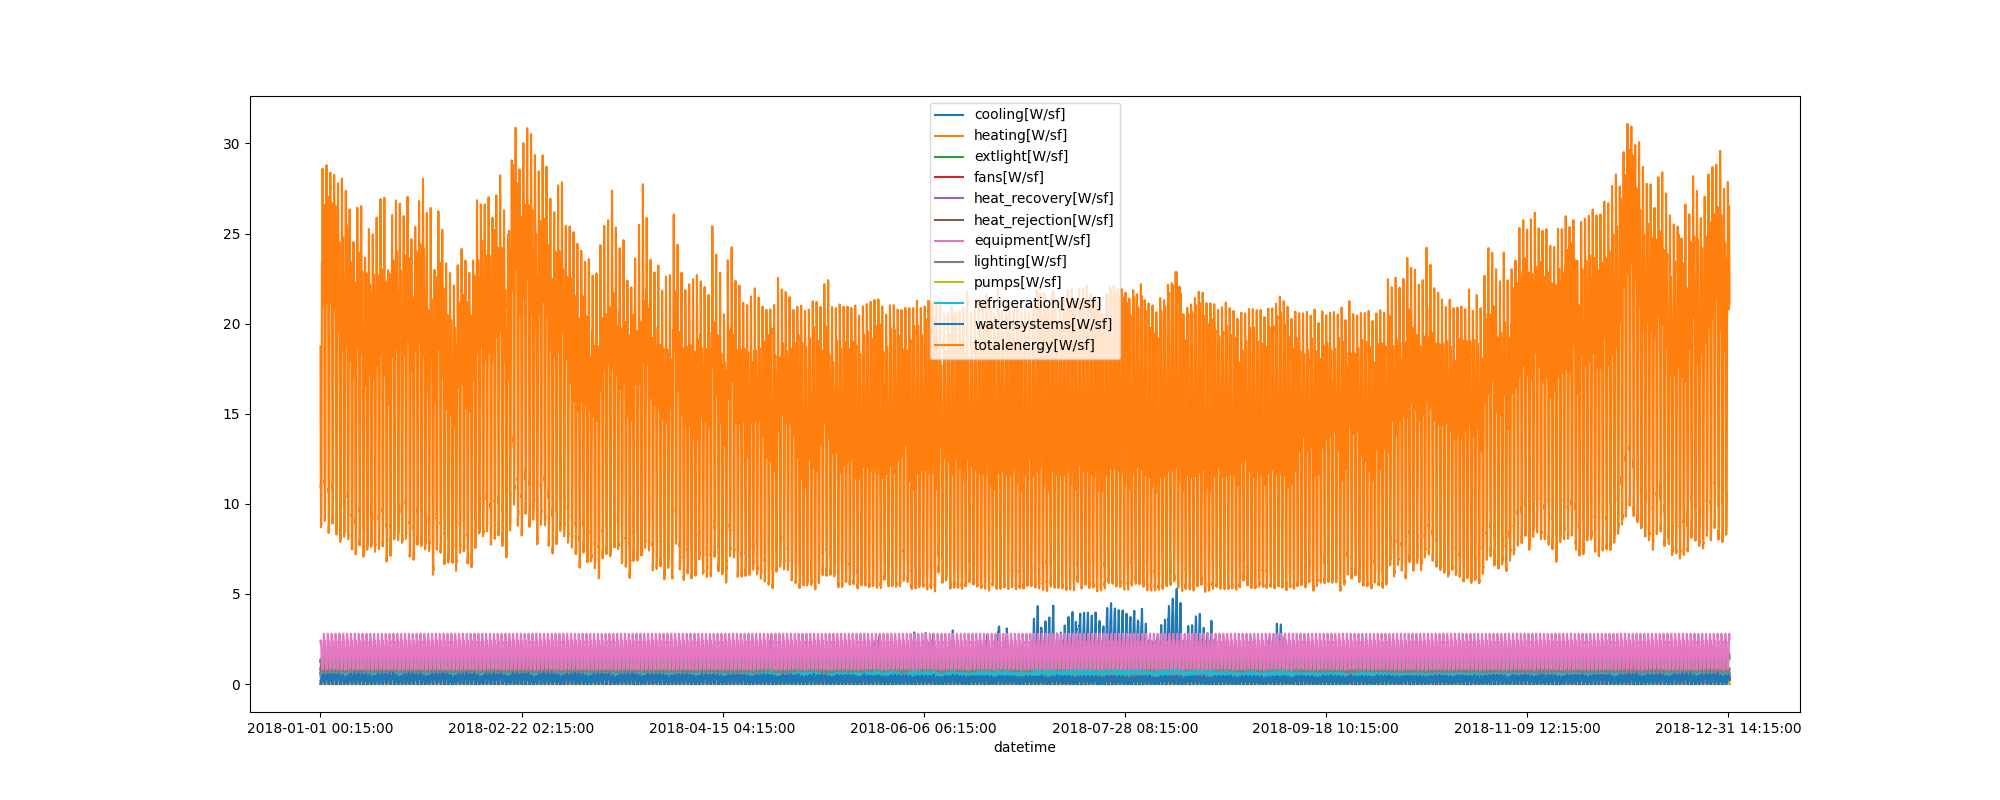 30
25
20
15
10
5
0
cooling[W/sf]
heating[W/sf]
extlight[W/sf]
fans[W/sf]
heat_recovery[W/sf]
heat_rejection[W/sf]
equipment[W/sf]
lighting[W/sf]
pumps[W/sf]
refrigeration[W/sf]
watersystems[W/sf]
totalenergy[W/sf]
2018-01-01 00:15:00 2018-02-22 02:15:00 2018-04-15 04:15:00 2018-06-06 06:15:00 2018-07-28 08:15:00 2018-09-18 10:15:00 2018-11-09 12:15:00 2018-12-31 14:15:00
datetime